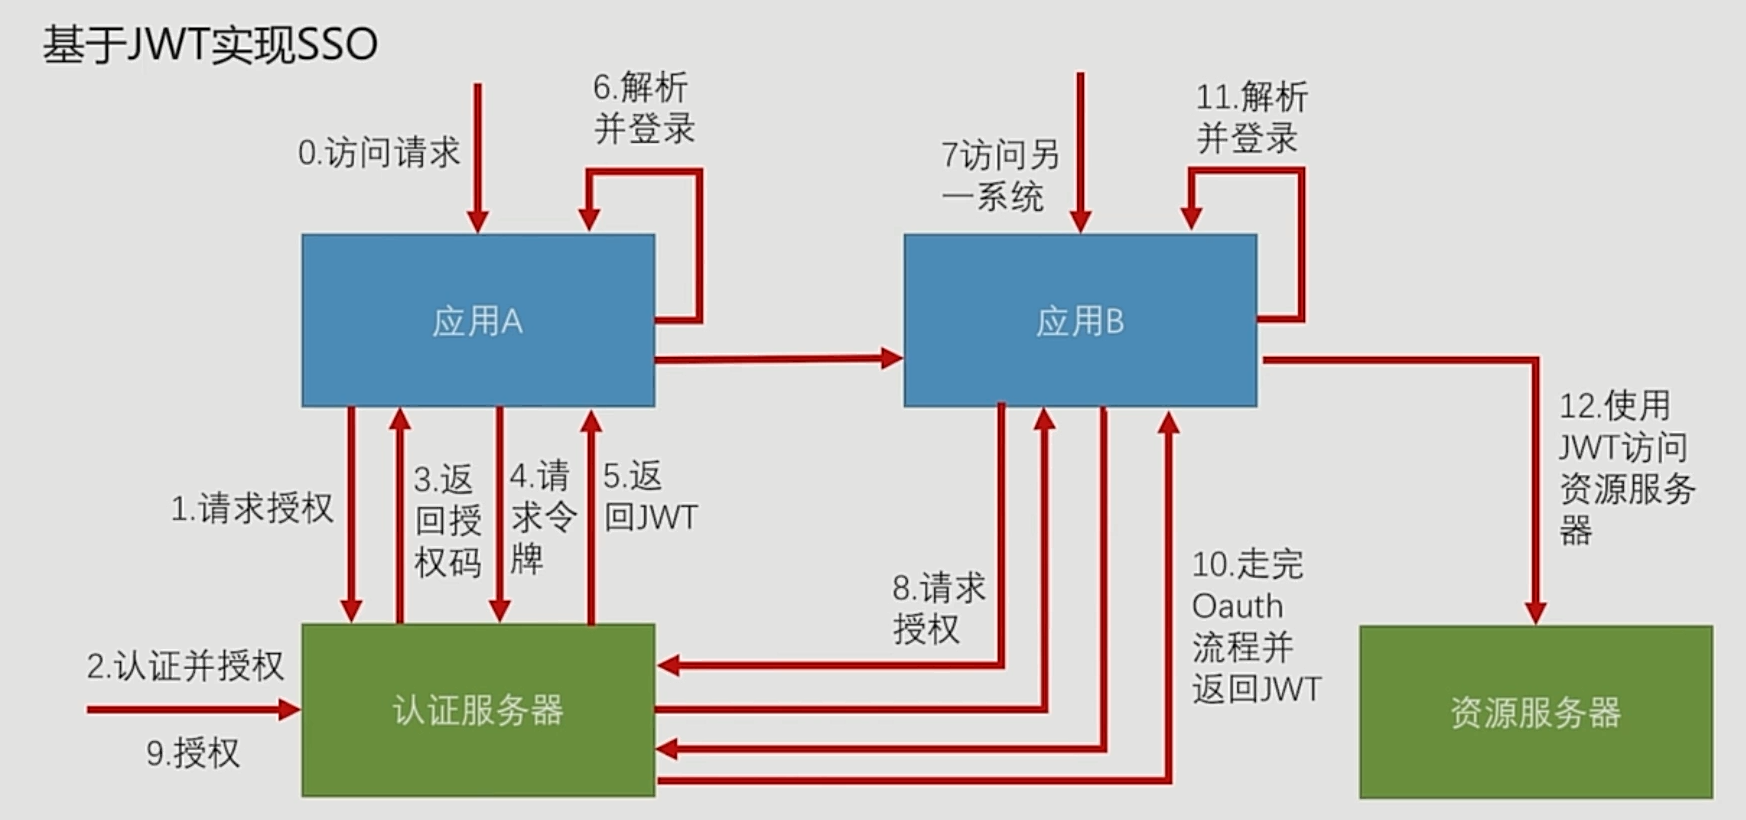 基于JWT实现SSO
0.访问请求
6.解析
并登录
7访问另
一系统
11.解析
并登录
应用A
应用B
1.请求授权
3.返
回授
权码
4.请
求令
牌
5.返
回JWT
8.请求
授权
10.走完
Oauth
流程并
返回JWT
12.使用
JWT访问
资源服务
器
2.认证并授权
9.授权
认证服务器
资源服务器